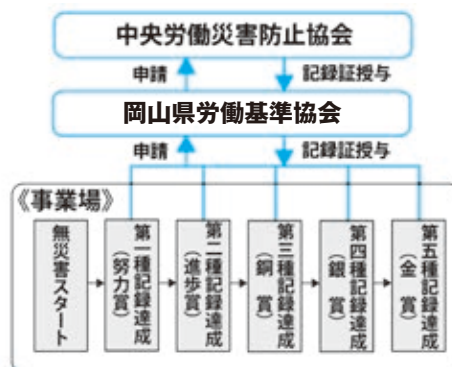 中央労働災害防止協会
申請
記録証授与
岡山県労働基準協会
申請
記録証授与
《事業場》
無災害スタート
第一種記録達成
（努力賞）
第二種記録達成
（進歩賞）
第三種記録達成
（銅　賞）
第四種記録達成
（銀　賞）
第五種記録達成
（金　賞）